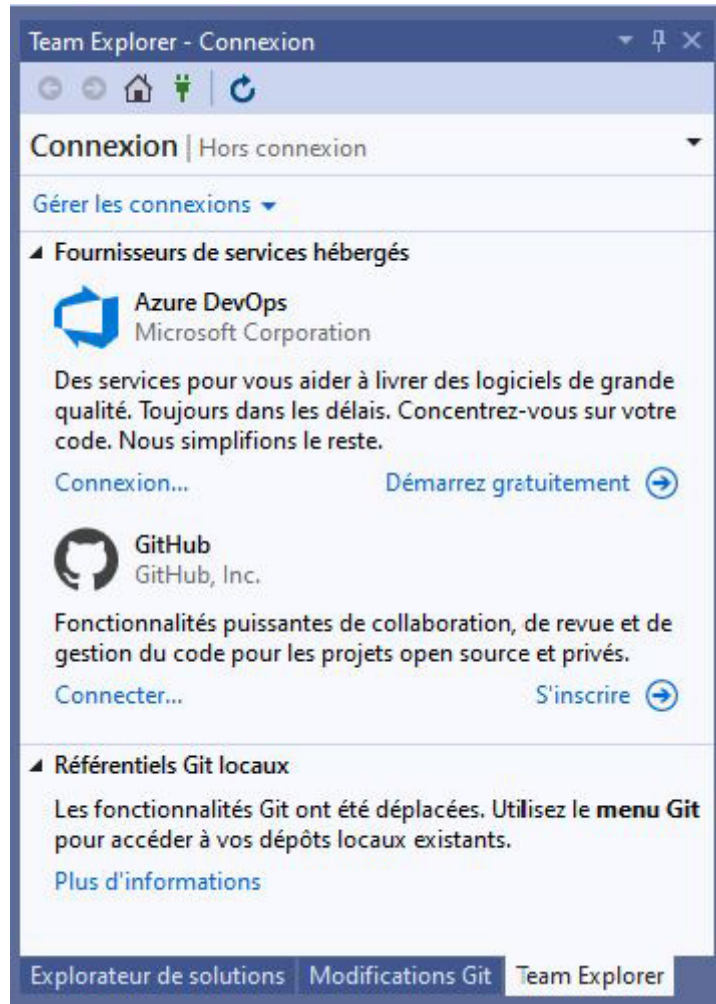 Team Explorer - Connexion
Connexion | Hors connexion
Gérer les connexions
Fournisseurs de services hébergés
Azure DevOps
Microsoft Corporation
Des services pour vous aider à livrer des logiciels de grande
qualité. Toujours dans les délais. Concentrez-vous sur votre
code. Nous simplifions le reste.
Connexion... Démarrez gratuitement
GitHub
GitHub, Inc.
Fonctionnalités puissantes de collaboration, de revue et de
gestion du code pour les projets open source et privés.
Connecter... S'inscrire
Référentiels Git locaux
Les fonctionnalités Git ont été déplacées. Utilisez le menu Git
pour accéder à vos dépôts locaux existants.
Plus d'informations
Explorateur de solutions Modifications Git Team Explorer